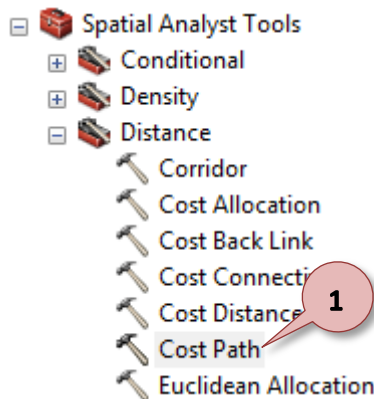 Spatial Analyst Tools
Conditional
Density
Distance
Corridor
Cost Allocation
Cost Back Link
Cost Connecti
1
Cost Distance
Cost Path
Euclidean Allocation